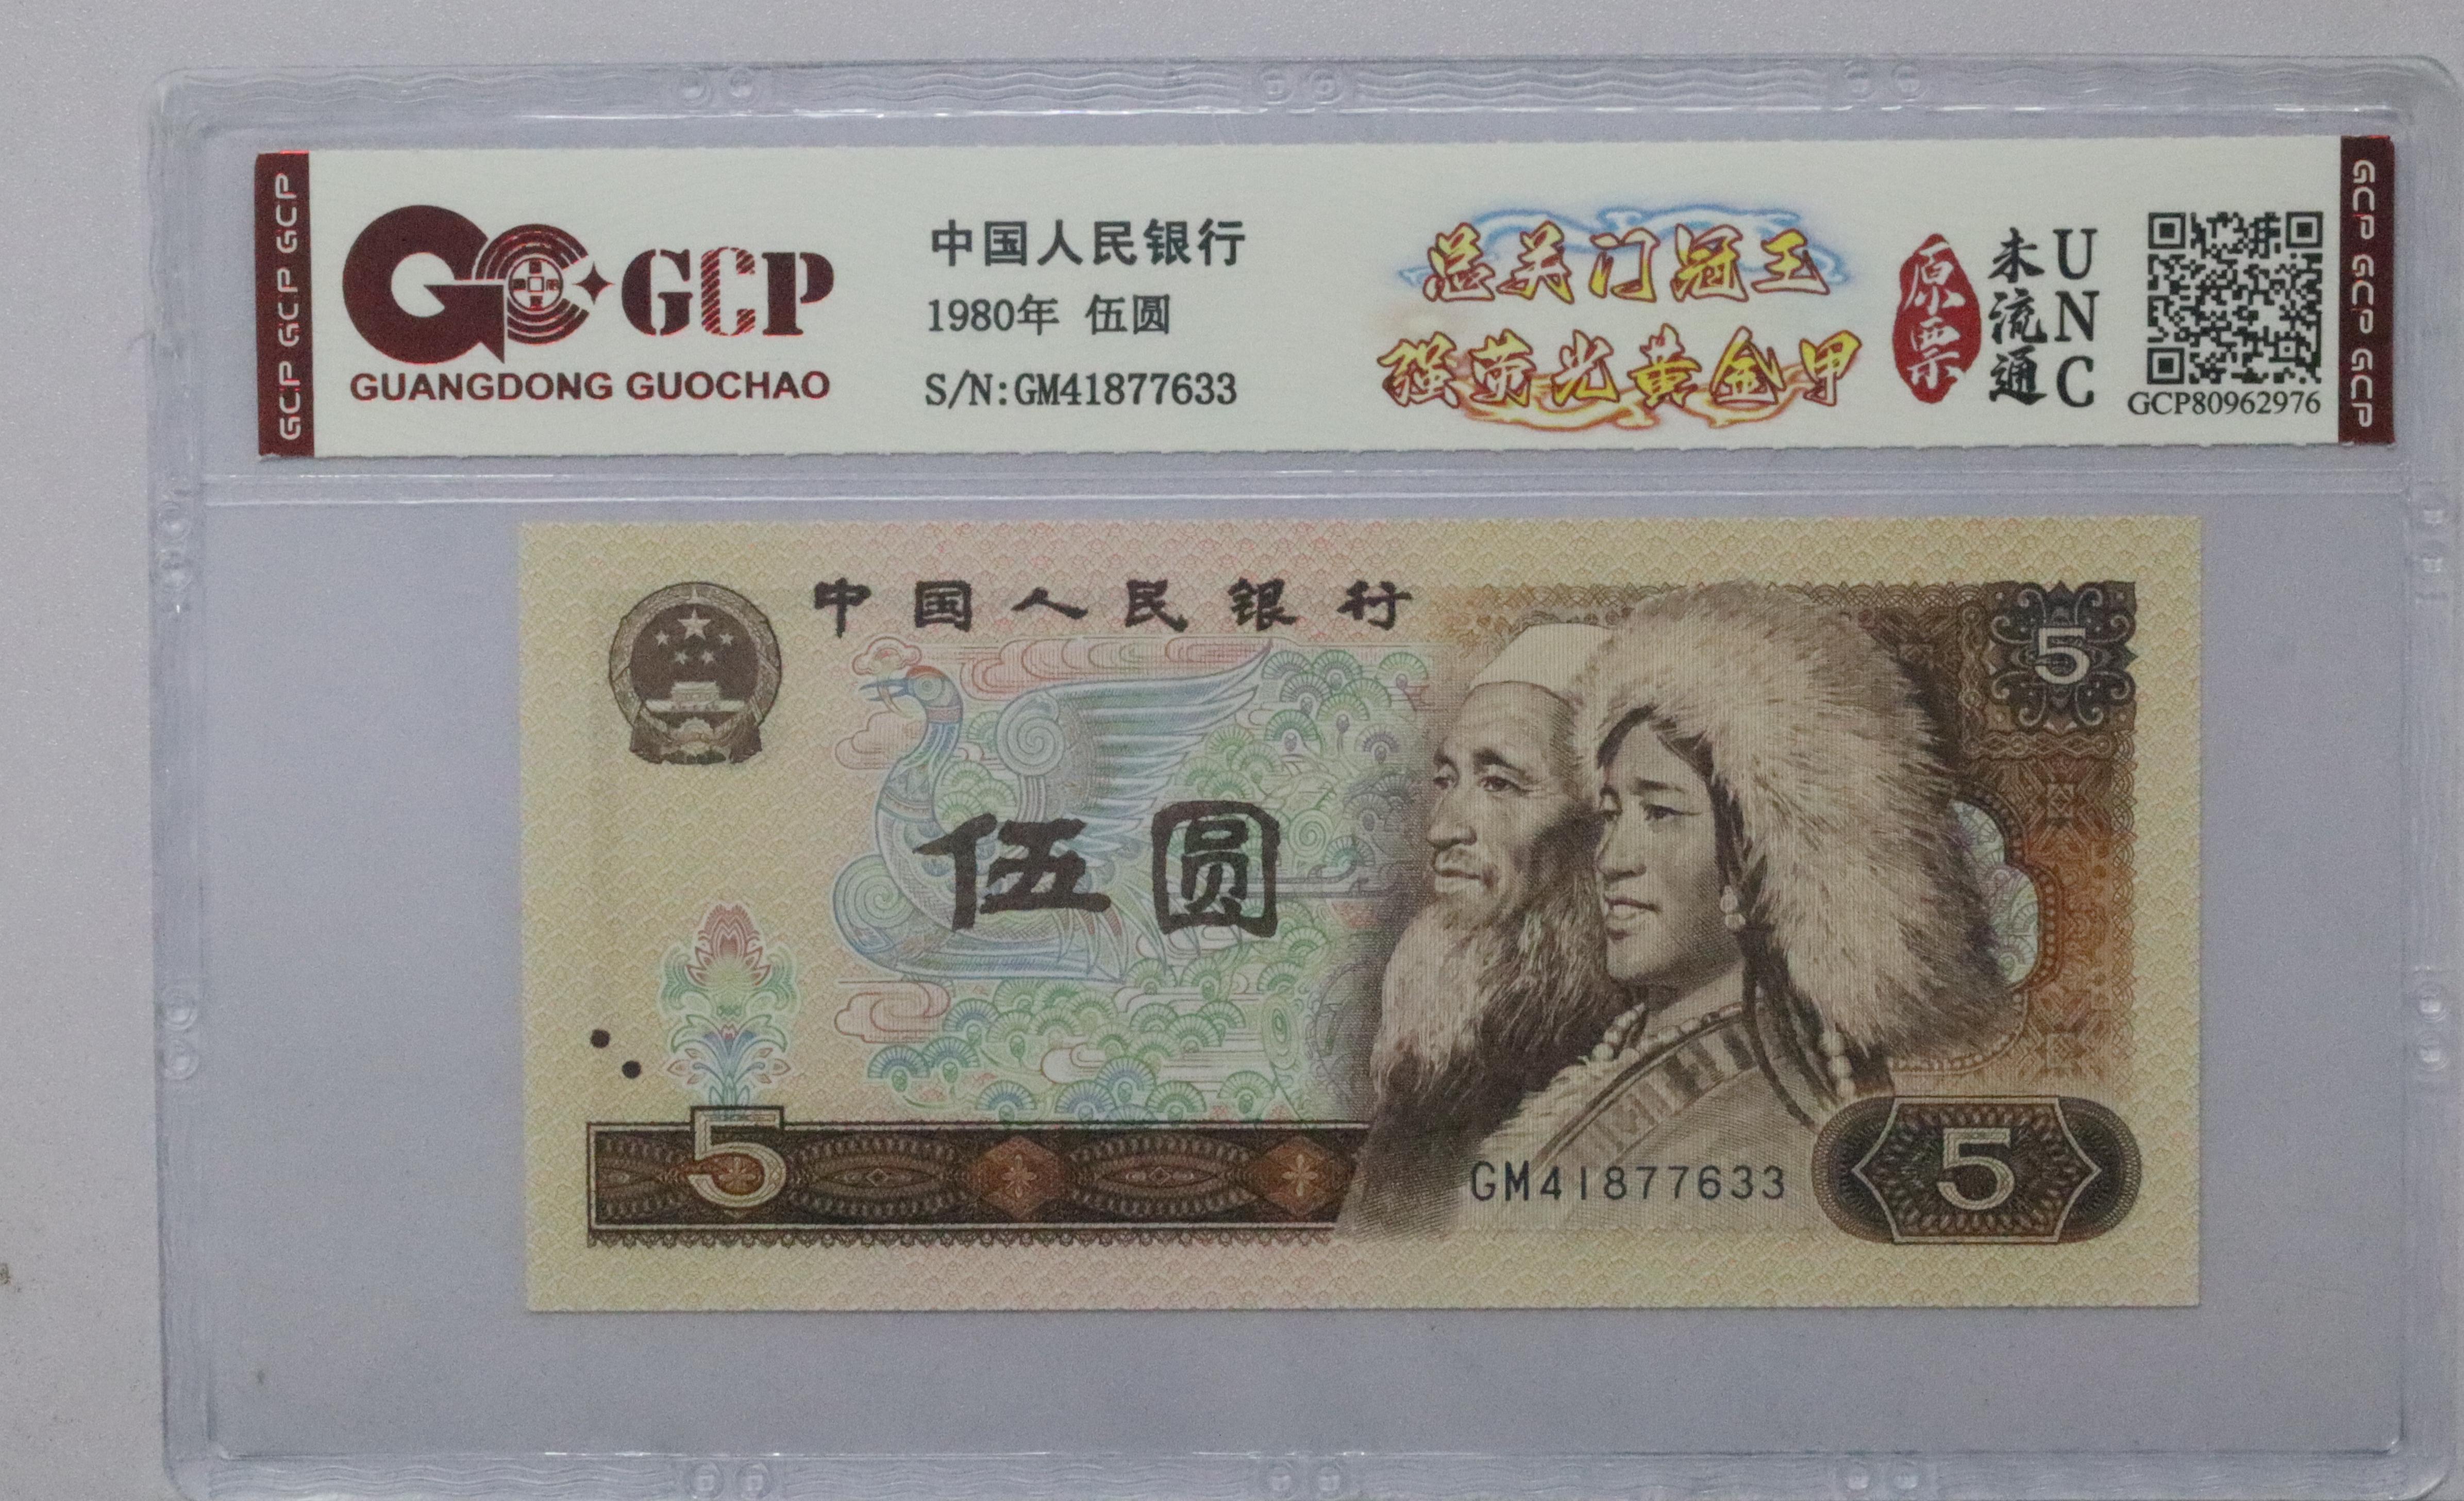 GCP GCP GCP
GCP
GUANGDONG GUOCHAO
中国人民银行
1980年 伍圆
S/N:GM41877633
总关门冠王
强荧光黄金甲
原票
未流通
UNC
GCP80962976
GCP GCP GCP
中国人民银行
5
伍圆
5
GM41877633
5